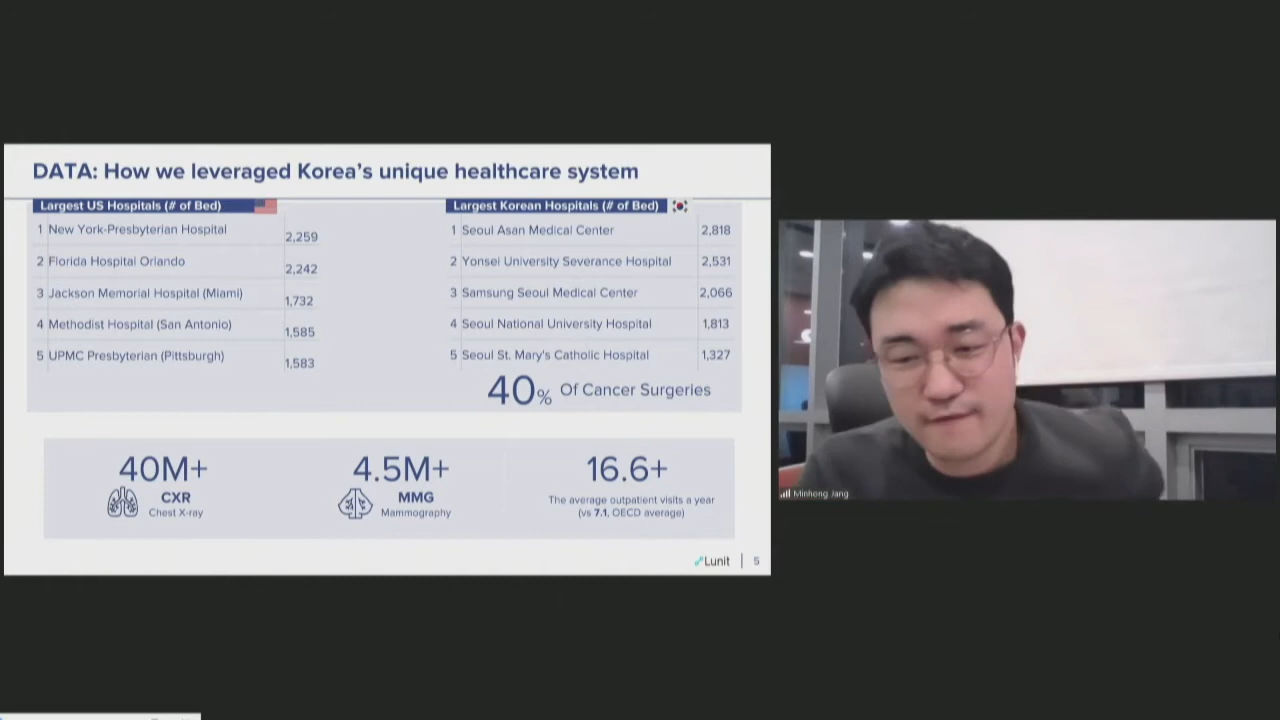 DATA: How we leveraged Korea's unique healthcare system
Largest US Hospitals (# of Bed)
1 New York-Presbyterian Hospital 2,259
2 Florida Hospital Orlando 2,242
3 Jackson Memorial Hospital (Miami) 1,732
4 Methodist Hospital (San Antonio) 1,585
5 UPMC Presbyterian (Pittsburgh) 1,583
Largest Korean Hospitals (# of Bed)
1 Seoul Asan Medical Center 2,818
2 Yonsei University Severance Hospital 2,531
3 Samsung Seoul Medical Center 2,066
4 Seoul National University Hospital 1,813
5 Seoul St. Mary's Catholic Hospital 1,327
40% Of Cancer Surgeries
40M+
CXR
Chest X-ray
4.5M+
MMG
Mammography
16.6+
The average outpatient visits a year
(vs 7.1, OECD average)
Lunit | 5
Minhong Jang